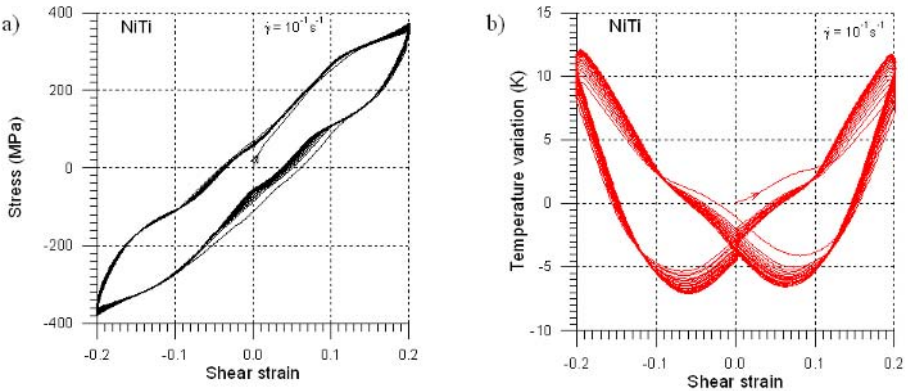 a)
NiTi
γ̇ = 10⁻¹s⁻¹
400
200
0
-200
-400
Stress (MPa)
-0.2 -0.1 0.0 0.1 0.2
Shear strain
b)
NiTi
γ̇ = 10⁻¹s⁻¹
15
10
5
0
-5
-10
Temperature variation (K)
-0.2 -0.1 0.0 0.1 0.2
Shear strain